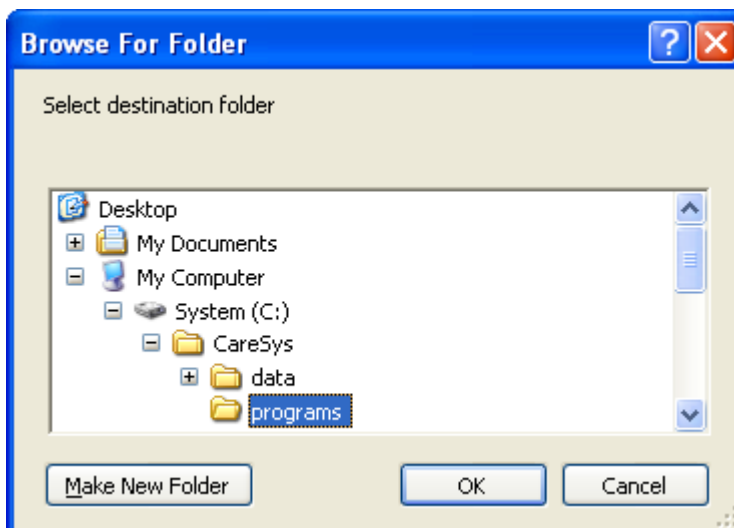 Browse For Folder
Select destination folder
Desktop
My Documents
My Computer
System (C:)
CareSys
data
programs
Make New Folder OK Cancel